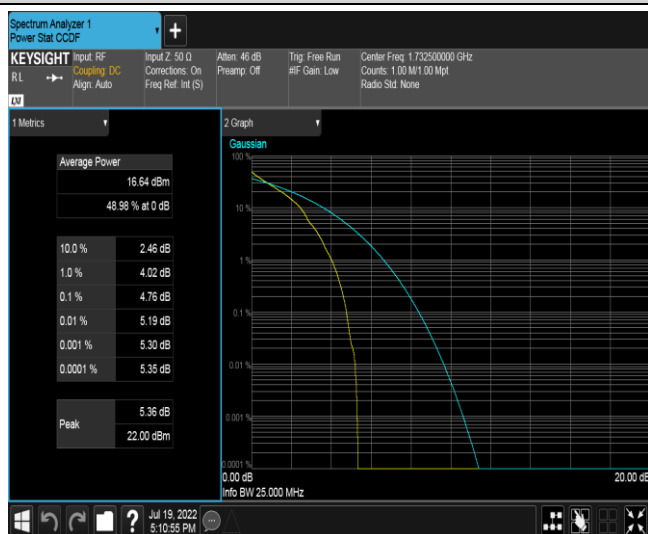 Spectrum Analyzer 1
Power Stat CCDF
+
KEYSIGHT
RL
LXI
Input: RF
Coupling: DC
Align: Auto
Input Z: 50 Ω
Corrections: On
Freq Ref: Int (S)
Atten: 46 dB
Preamp: Off
Trig: Free Run
#IF Gain: Low
Center Freq: 1.732500000 GHz
Counts: 1.00 M/1.00 Mpt
Radio Std: None
1 Metrics
Average Power
16.64 dBm
48.98 % at 0 dB
10.0 % 2.46 dB
1.0 % 4.02 dB
0.1 % 4.76 dB
0.01 % 5.19 dB
0.001 % 5.30 dB
0.0001 % 5.35 dB
Peak
5.36 dB
22.00 dBm
2 Graph
Gaussian
100 %
10 %
1 %
0.1 %
0.01 %
0.001 %
0.0001 %
0.00 dB 20.00 dB
Info BW 25.000 MHz
?
Jul 19, 2022
5:10:55 PM